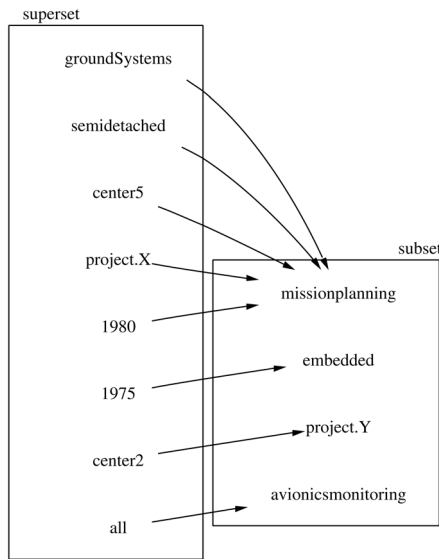 superset
groundSystems
semidetached
center5
project.X
1980
1975
center2
all
subset
missionplanning
embedded
project.Y
avionicsmonitoring